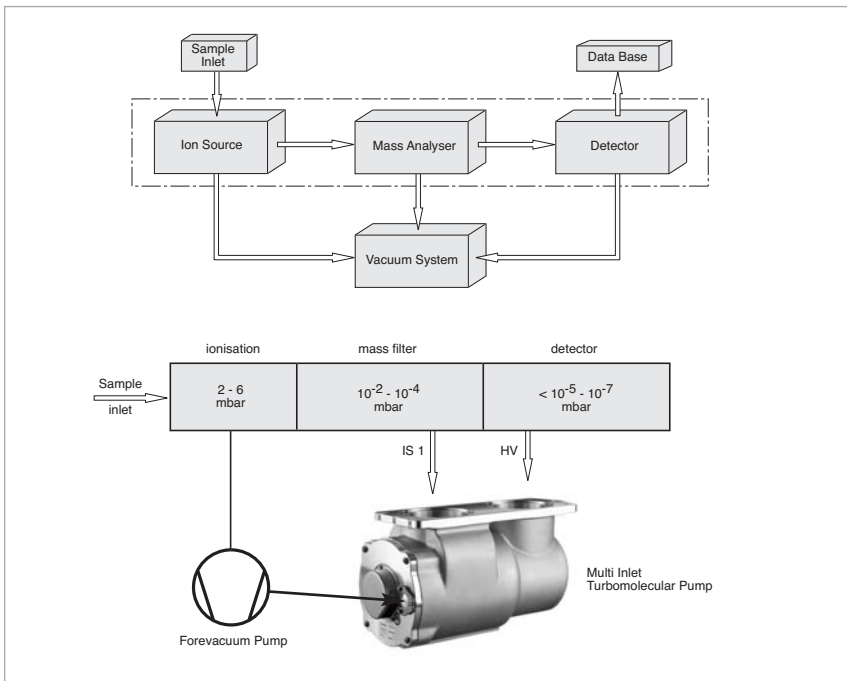 Sample
Inlet
Data Base
Ion Source
Mass Analyser
Detector
Vacuum System
ionisation
mass filter
detector
Sample
inlet
2 - 6
mbar
10⁻² - 10⁻⁴
mbar
< 10⁻⁵ - 10⁻⁷
mbar
IS 1
HV
Multi Inlet
Turbomolecular Pump
Forevacuum Pump